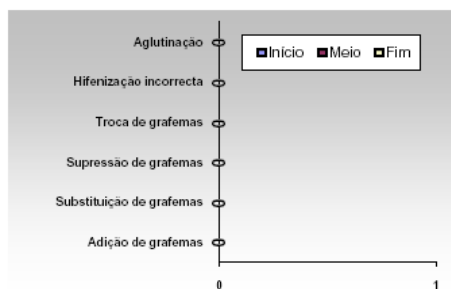 Aglutinação
Início Meio Fim
Hifenização incorrecta
Troca de grafemas
Supressão de grafemas
Substituição de grafemas
Adição de grafemas
0 1